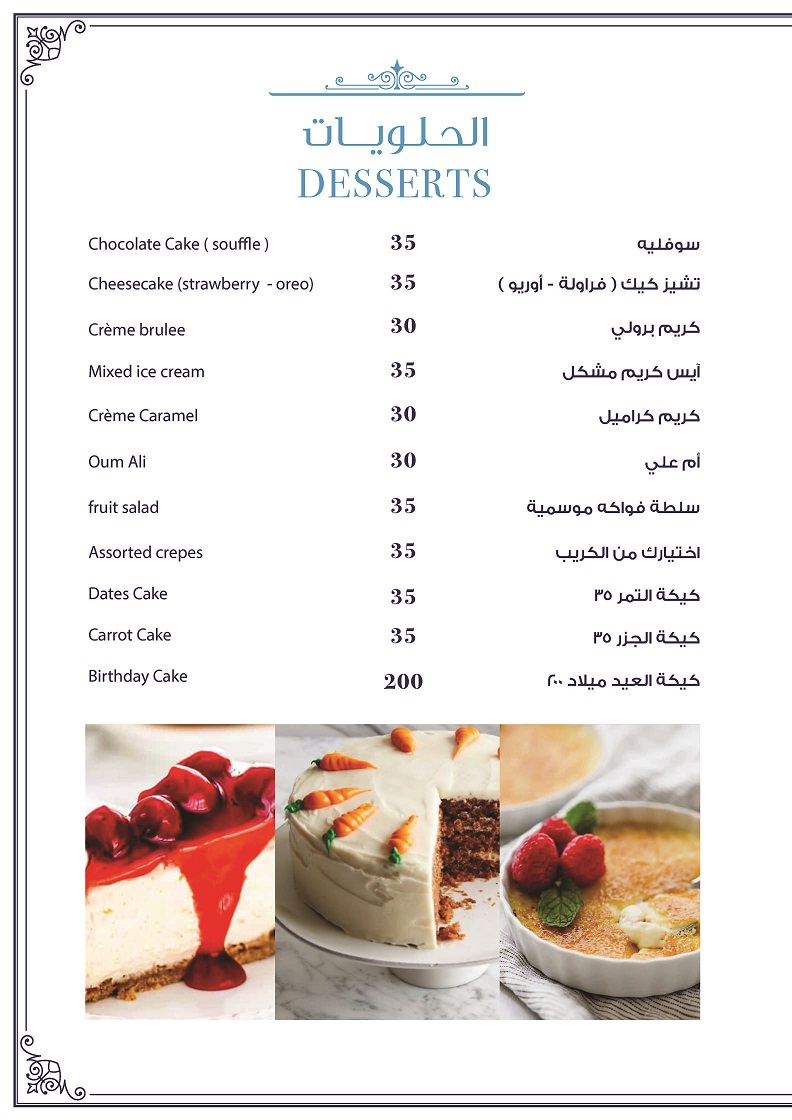 الحلويات
DESSERTS
Chocolate Cake ( souffle ) 35 سوفليه
Cheesecake (strawberry - oreo) 35 تشيز كيك ( فراولة - أوريو )
Crème brulee 30 كريم برولي
Mixed ice cream 35 آيس كريم مشكل
Crème Caramel 30 كريم كراميل
Oum Ali 30 أم علي
fruit salad 35 سلطة فواكه موسمية
Assorted crepes 35 اختيارك من الكريب
Dates Cake 35 كيكة التمر ٣٥
Carrot Cake 35 كيكة الجزر ٣٥
Birthday Cake 200 كيكة العيد ميلاد ٢٠٠